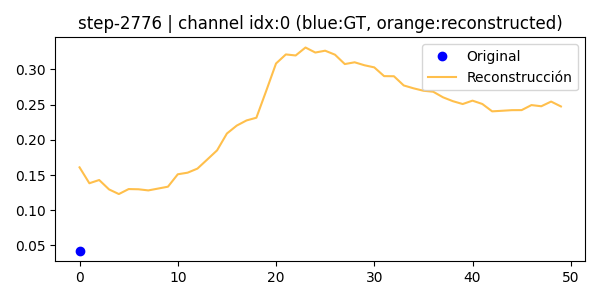 step-2776 | channel idx:0 (blue:GT, orange:reconstructed)
Original
Reconstrucción
0.30
0.25
0.20
0.15
0.10
0.05
0 10 20 30 40 50